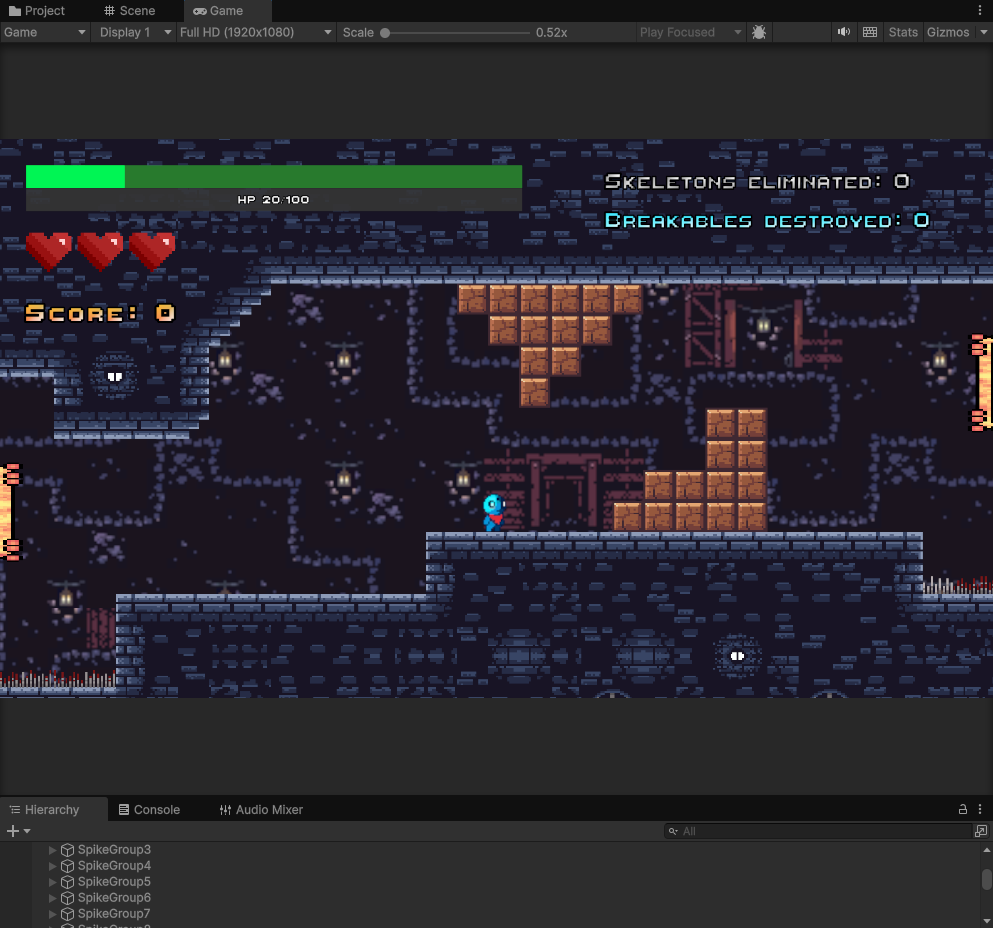 Project Scene Game
Game Display 1 Full HD (1920x1080) Scale 0.52x Play Focused Stats Gizmos
HP 20/100
Skeletons eliminated: 0
Breakables destroyed: 0
Score: 0
Hierarchy Console Audio Mixer
All
SpikeGroup3
SpikeGroup4
SpikeGroup5
SpikeGroup6
SpikeGroup7